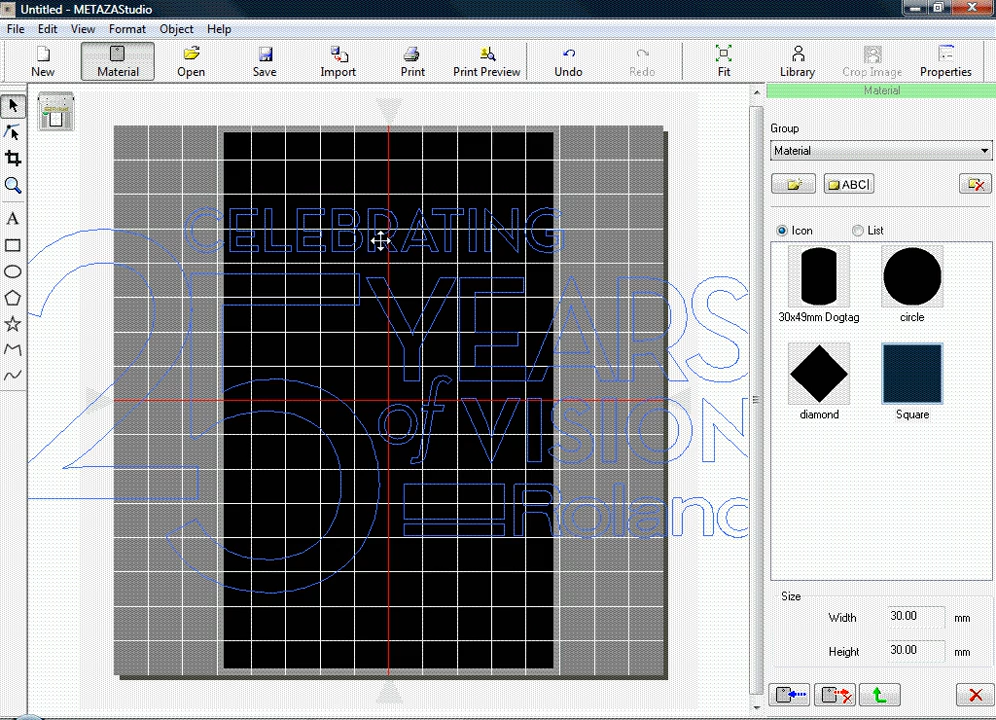 Untitled - METAZAStudio
File Edit View Format Object Help
New Material Open Save Import Print Print Preview Undo Redo Fit Library Crop Image Properties
Material
Group
Material
ABC
Icon List
30x49mm Dogtag circle
diamond Square
Size
Width 30.00 mm
Height 30.00 mm
A
CELEBRATING
25 YEARS
of VISION
Roland